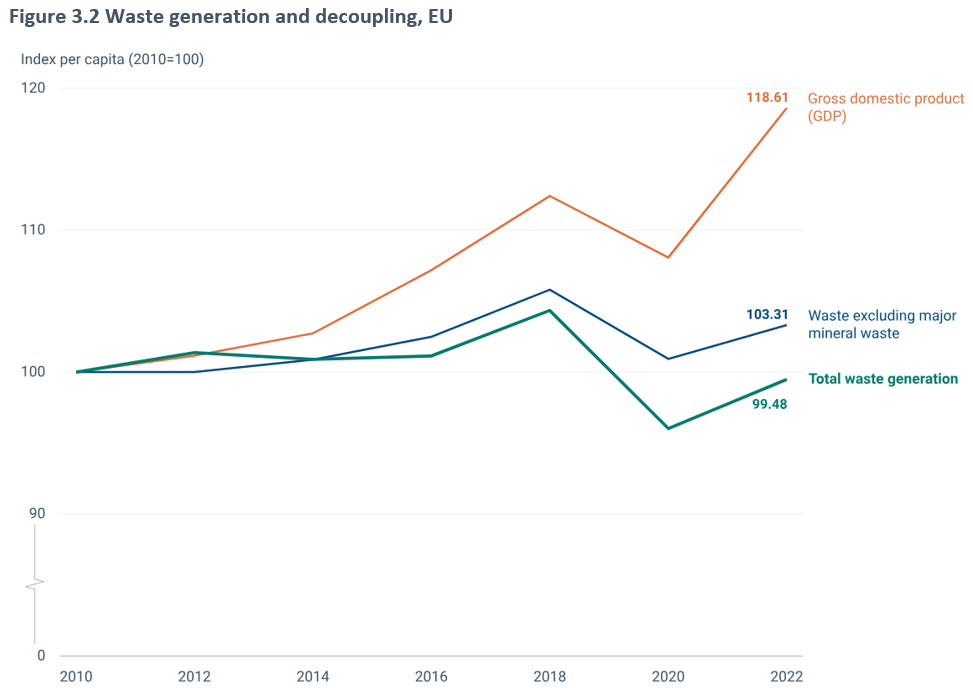 Figure 3.2 Waste generation and decoupling, EU
Index per capita (2010=100)
120
118.61
Gross domestic product
(GDP)
110
103.31
Waste excluding major
mineral waste
100
Total waste generation
99.48
90
0
2010 2012 2014 2016 2018 2020 2022